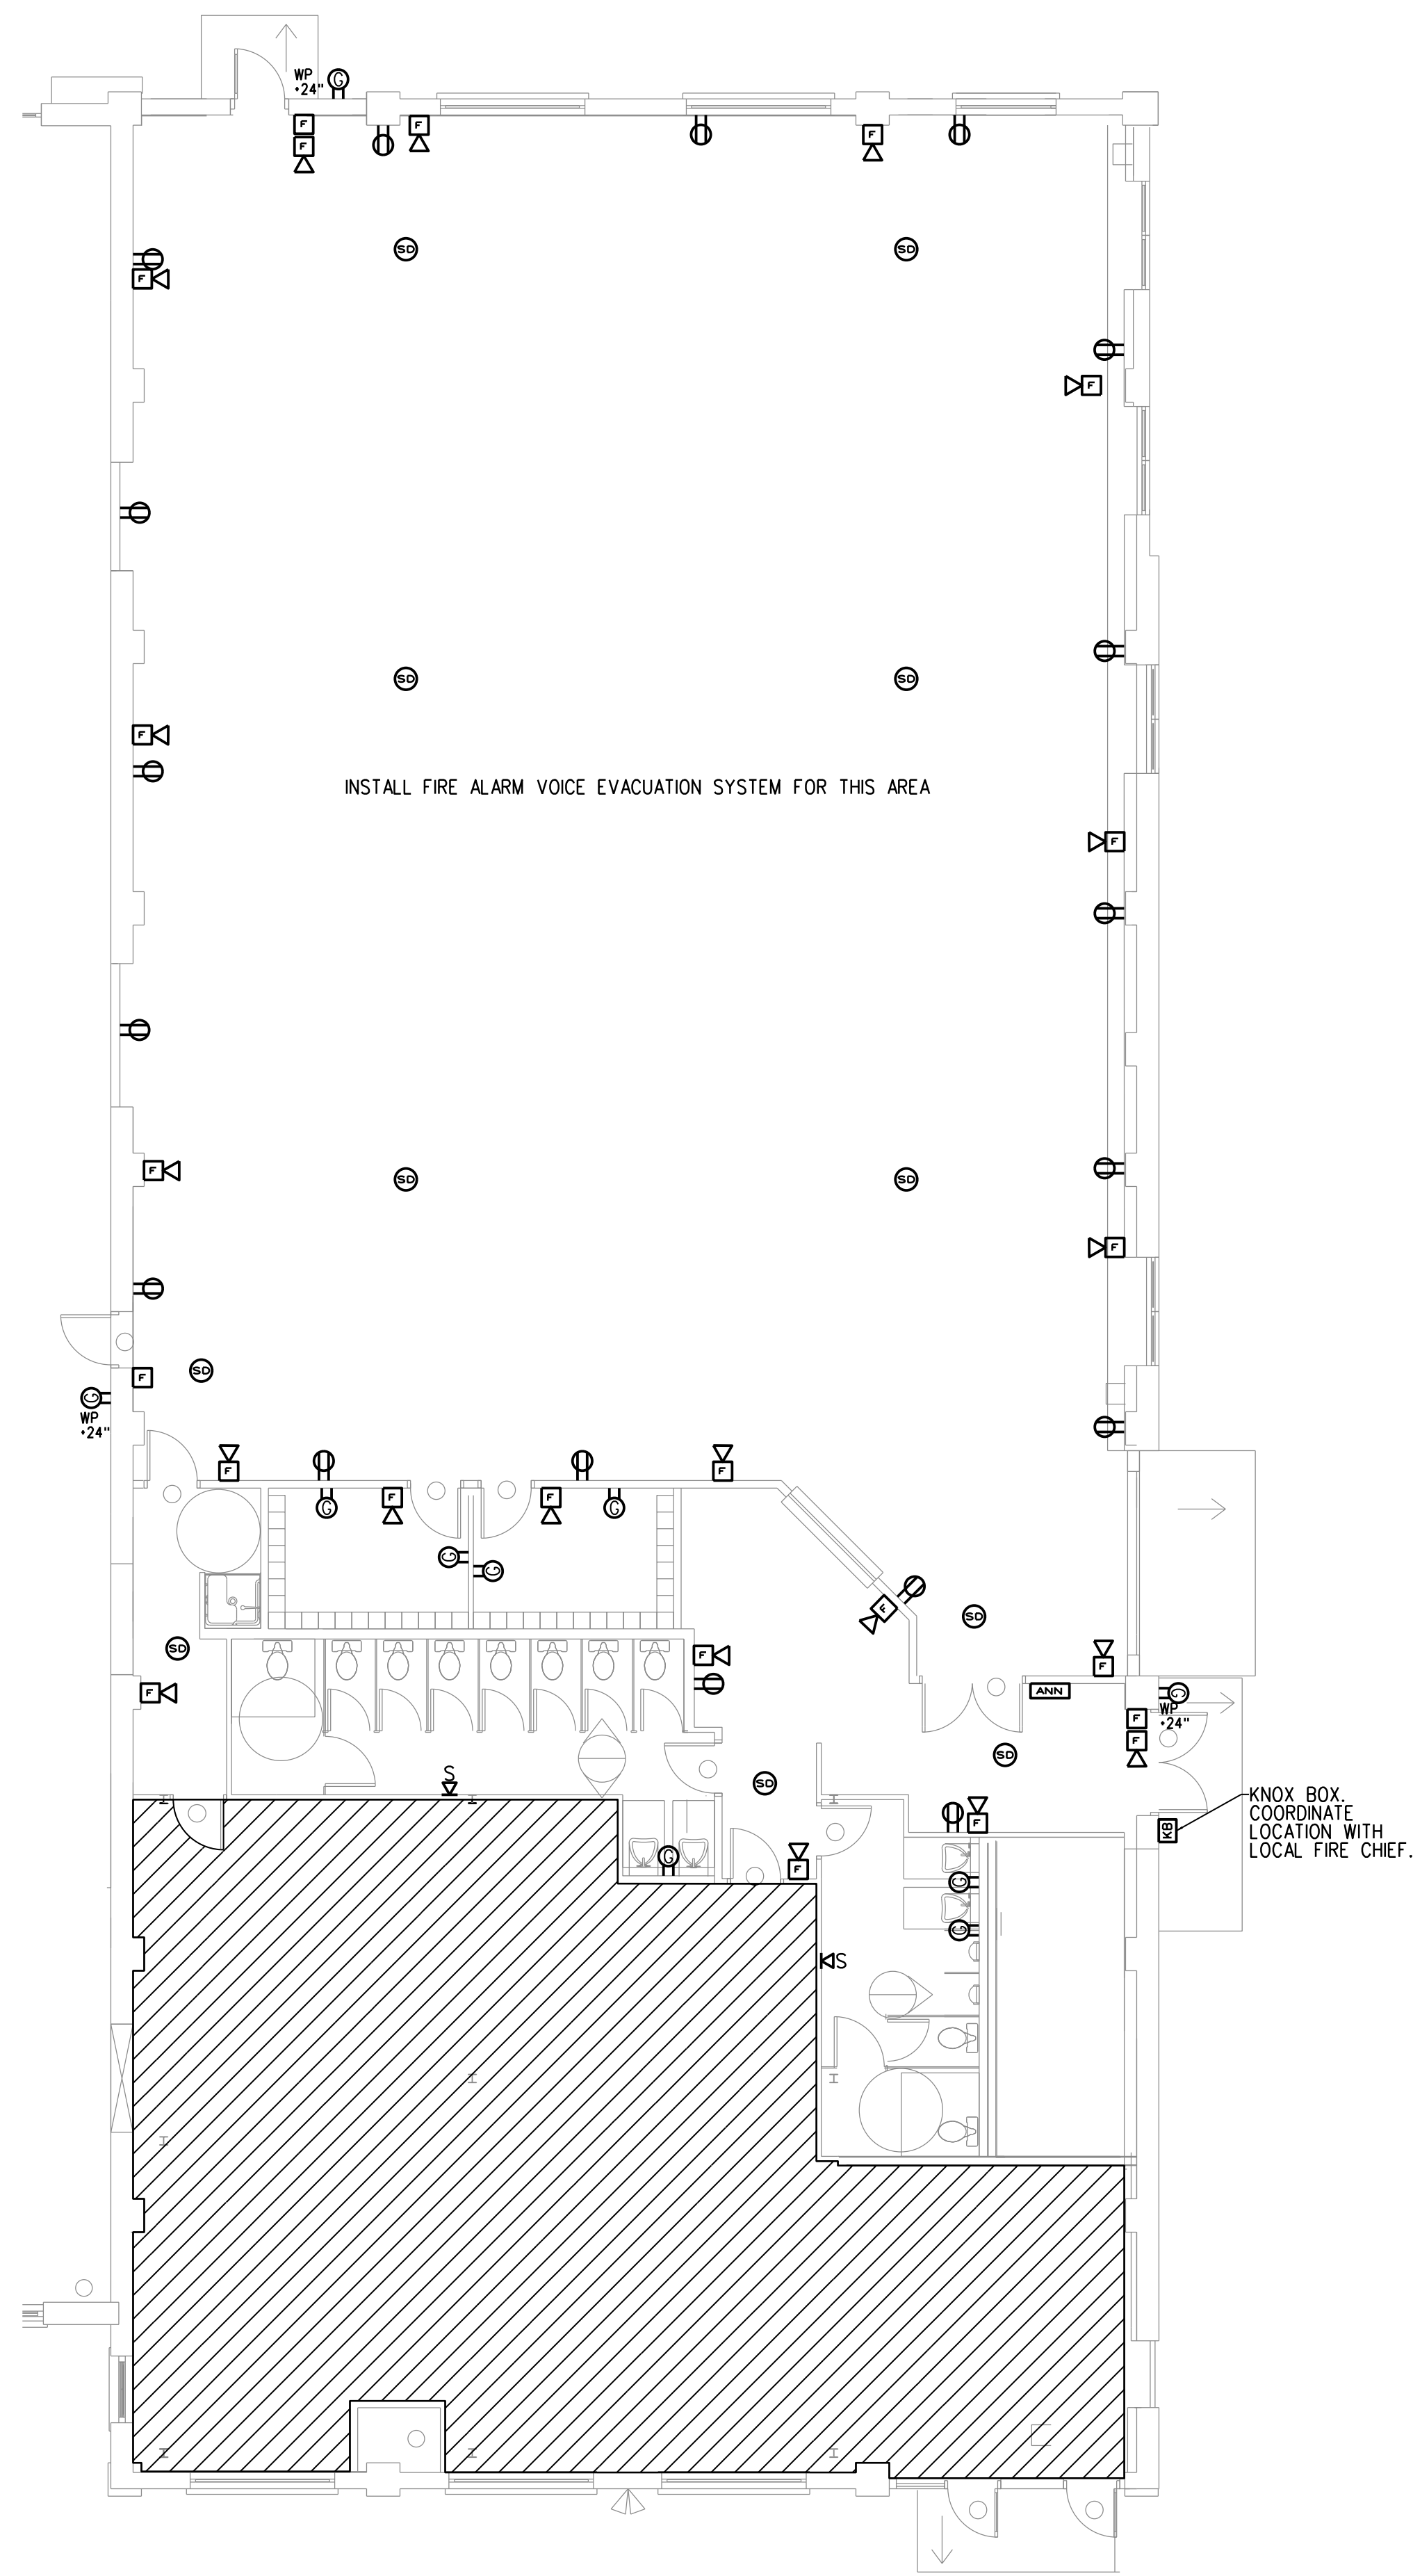 WP
+24"
G
F
F
F
F
SD
SD
F
F
SD
SD
F
INSTALL FIRE ALARM VOICE EVACUATION SYSTEM FOR THIS AREA
F
F
SD
SD
F
SD
F
G
WP
+24"
F
F
F
F
G
G
G
G
F
SD
SD
F
F
F
ANN
G
WP
+24"
F
F
SD
S
SD
KNOX BOX.
COORDINATE
LOCATION WITH
LOCAL FIRE CHIEF.
KB
F
G
F
G
G
S